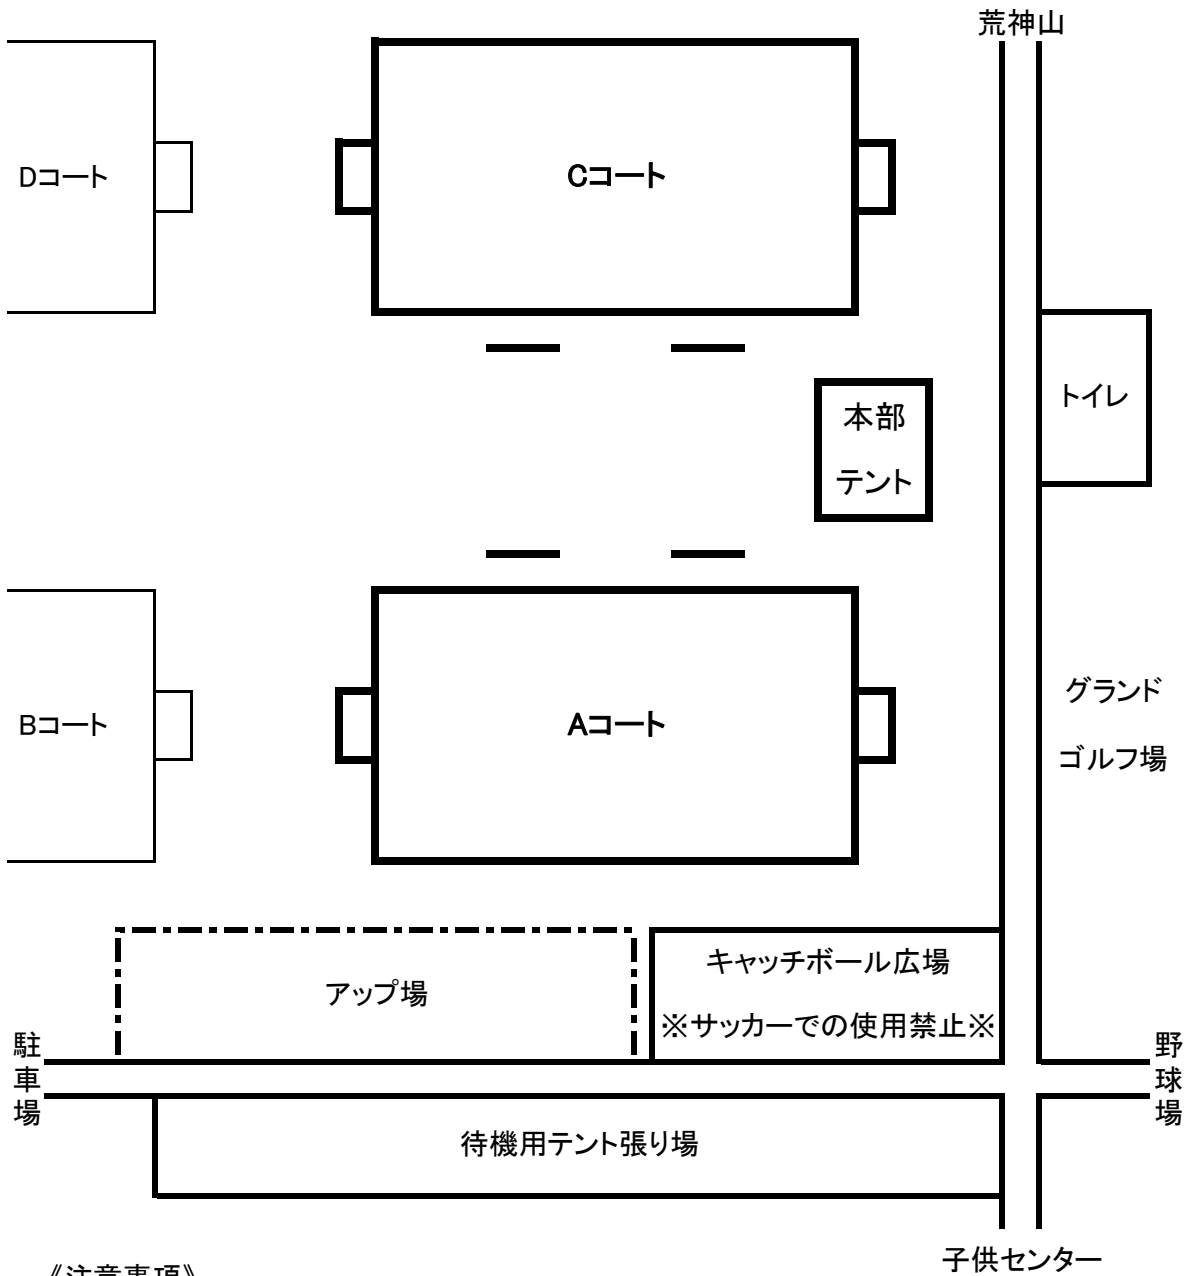 荒神山
Dコート
Cコート
トイレ
本部
テント
グランド
ゴルフ場
Bコート
Aコート
キャッチボール広場
アップ場
※サッカーでの使用禁止※
駐車場
野球場
待機用テント張り場
子供センター
《注意事項》